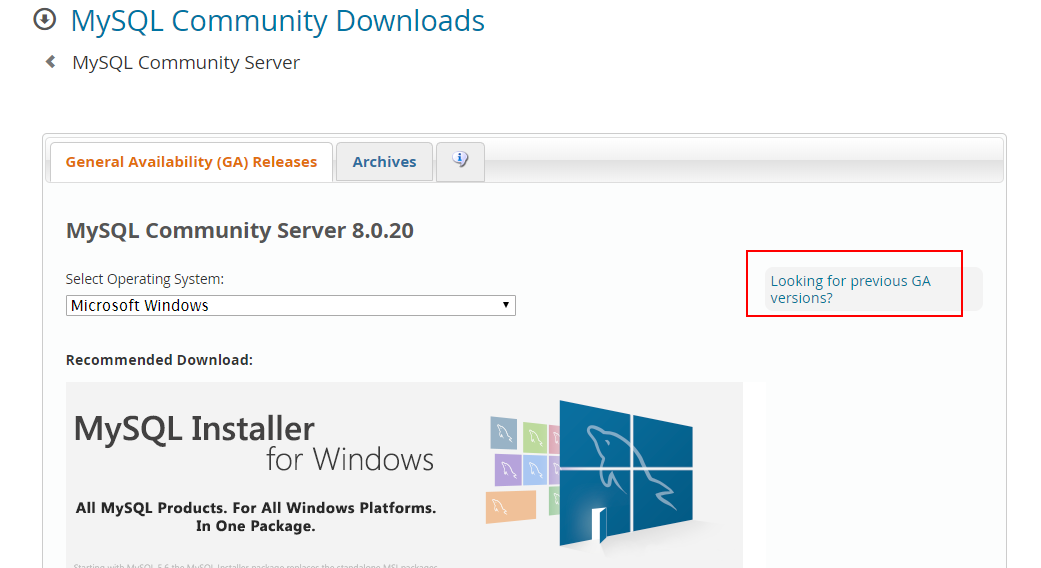 MySQL Community Downloads
MySQL Community Server
General Availability (GA) Releases
Archives
MySQL Community Server 8.0.20
Select Operating System:
Microsoft Windows
Looking for previous GA
versions?
Recommended Download:
MySQL Installer
for Windows
All MySQL Products. For All Windows Platforms.
In One Package.
Starting with MySQL 5.6 the MySQL Installer package replaces the standalone MSI packages.